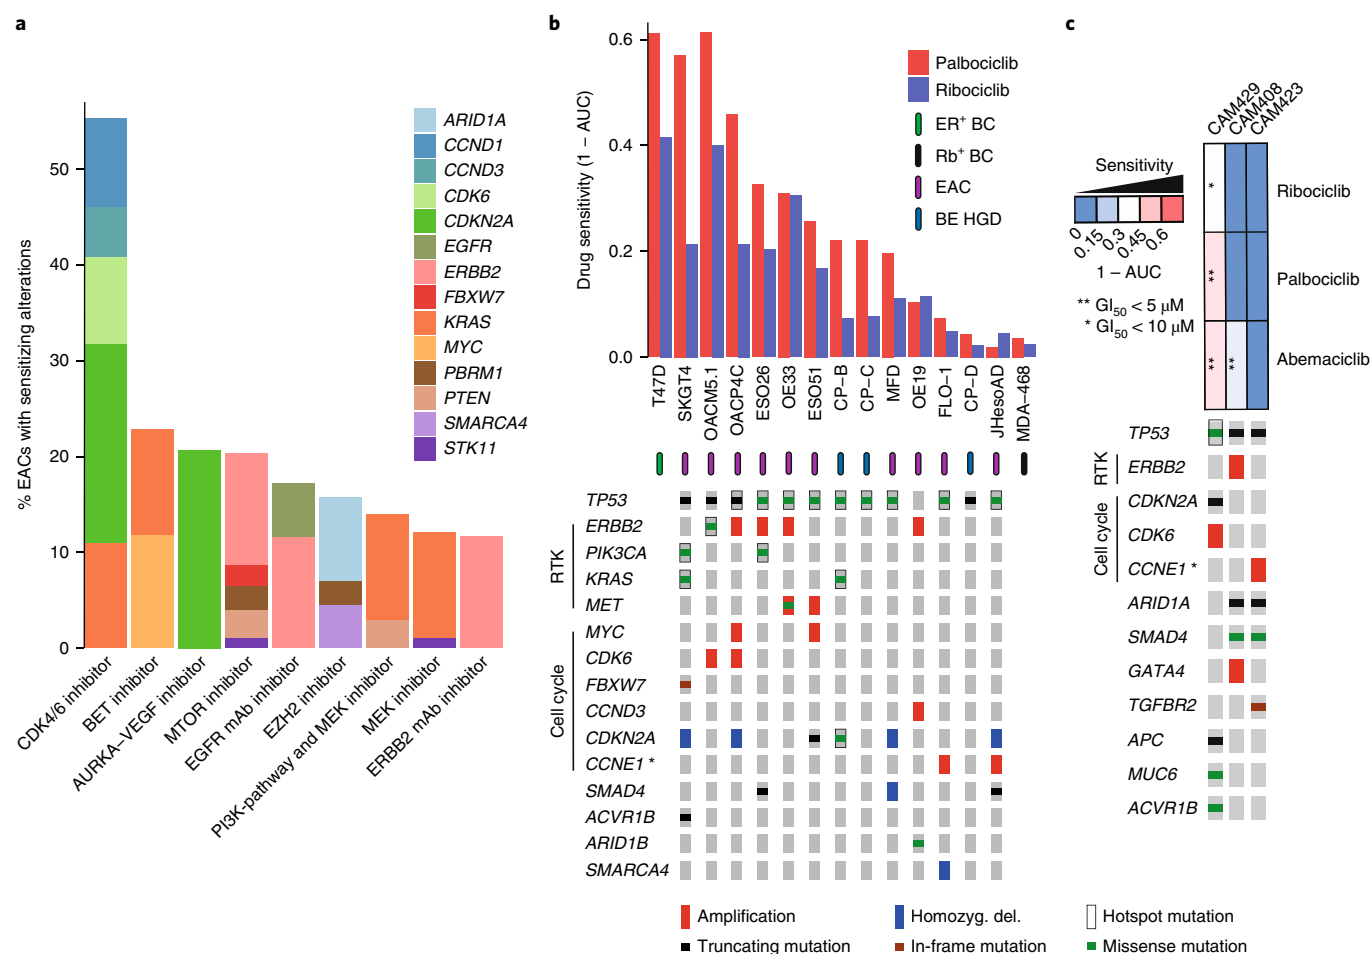 a
% EACs with sensitizing alterations
50
40
30
20
10
0
CDK4/6 inhibitor
BET inhibitor
AURKA–VEGF inhibitor
MTOR inhibitor
EGFR mAb inhibitor
EZH2 inhibitor
PI3K-pathway and MEK inhibitor
MEK inhibitor
ERBB2 mAb inhibitor
ARID1A
CCND1
CCND3
CDK6
CDKN2A
EGFR
ERBB2
FBXW7
KRAS
MYC
PBRM1
PTEN
SMARCA4
STK11
b
Drug sensitivity (1 – AUC)
0.6
0.4
0.2
0.0
Palbociclib
Ribociclib
ER+ BC
Rb+ BC
EAC
BE HGD
T47D
SKGT4
OACM5.1
OACP4C
ESO26
OE33
ESO51
CP–B
CP–C
MFD
OE19
FLO–1
CP–D
JHesoAD
MDA–468
RTK
Cell cycle
TP53
ERBB2
PIK3CA
KRAS
MET
MYC
CDK6
FBXW7
CCND3
CDKN2A
CCNE1 *
SMAD4
ACVR1B
ARID1B
SMARCA4
Amplification
Homozyg. del.
Hotspot mutation
Truncating mutation
In-frame mutation
Missense mutation
c
CAM429
CAM408
CAM423
Sensitivity
0
0.15
0.3
0.45
0.6
1 – AUC
** GI50 < 5 µM
* GI50 < 10 µM
*
**
**
**
Ribociclib
Palbociclib
Abemaciclib
RTK
Cell cycle
TP53
ERBB2
CDKN2A
CDK6
CCNE1 *
ARID1A
SMAD4
GATA4
TGFBR2
APC
MUC6
ACVR1B